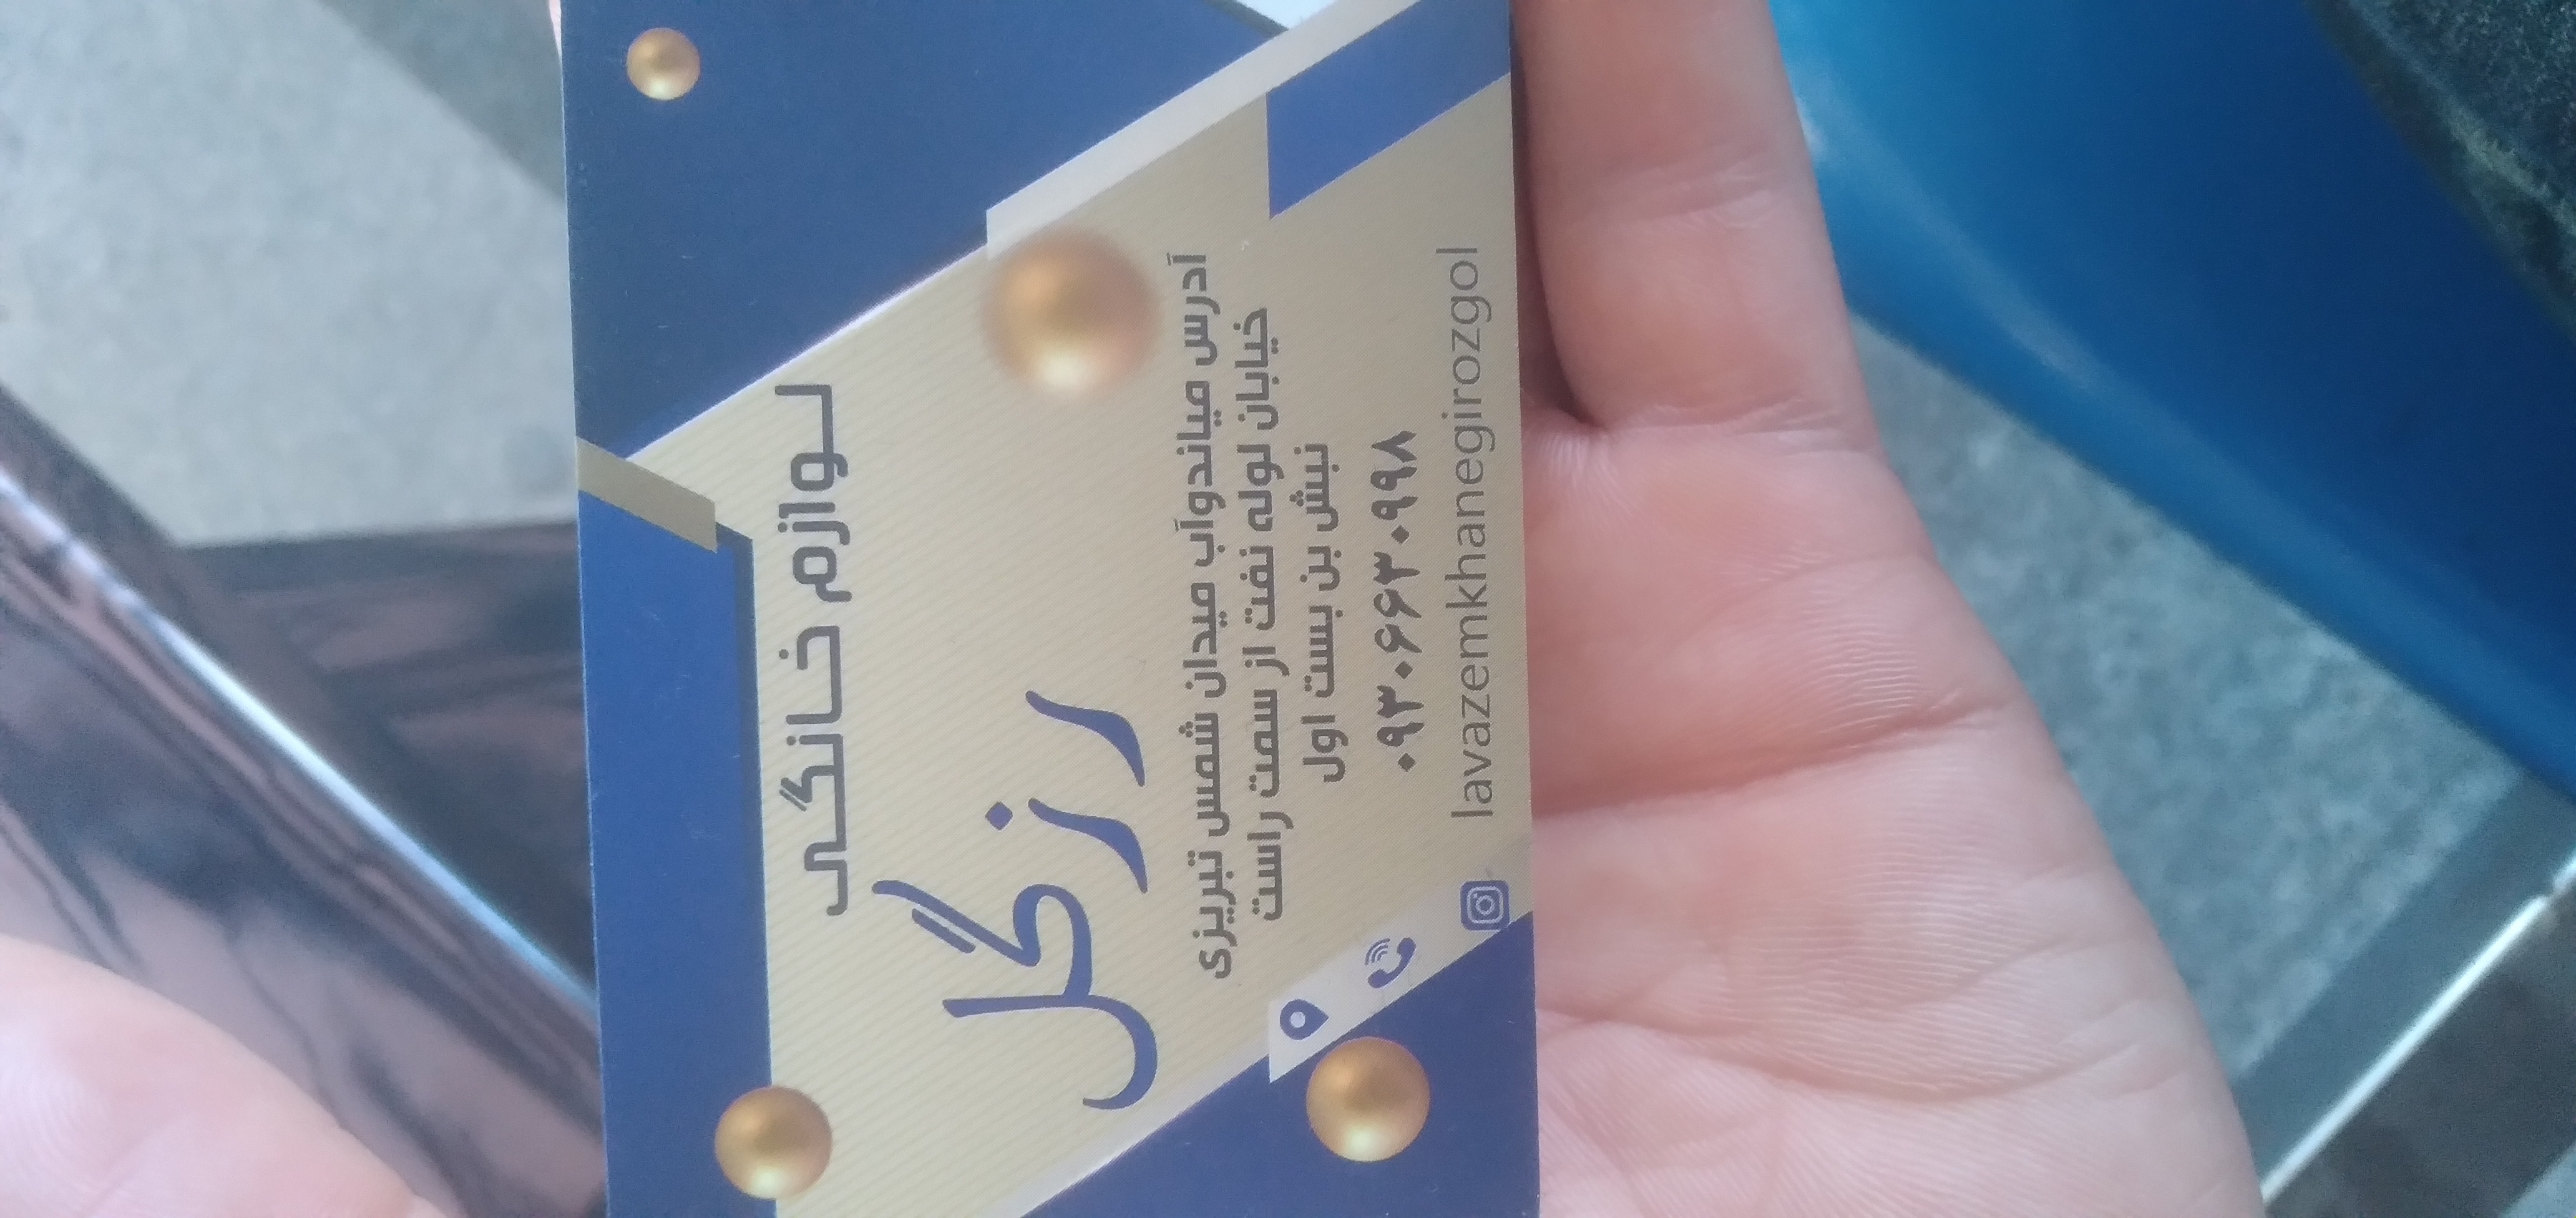 لوازم خانگی
رزگل
آدرس میاندوآب میدان شمس تبریزی
خیابان لوله نفت از سمت راست
نبش بن بست اول
۰۹۳۰۶۶۳۰۹۹۸
lavazemkhanegirozgol